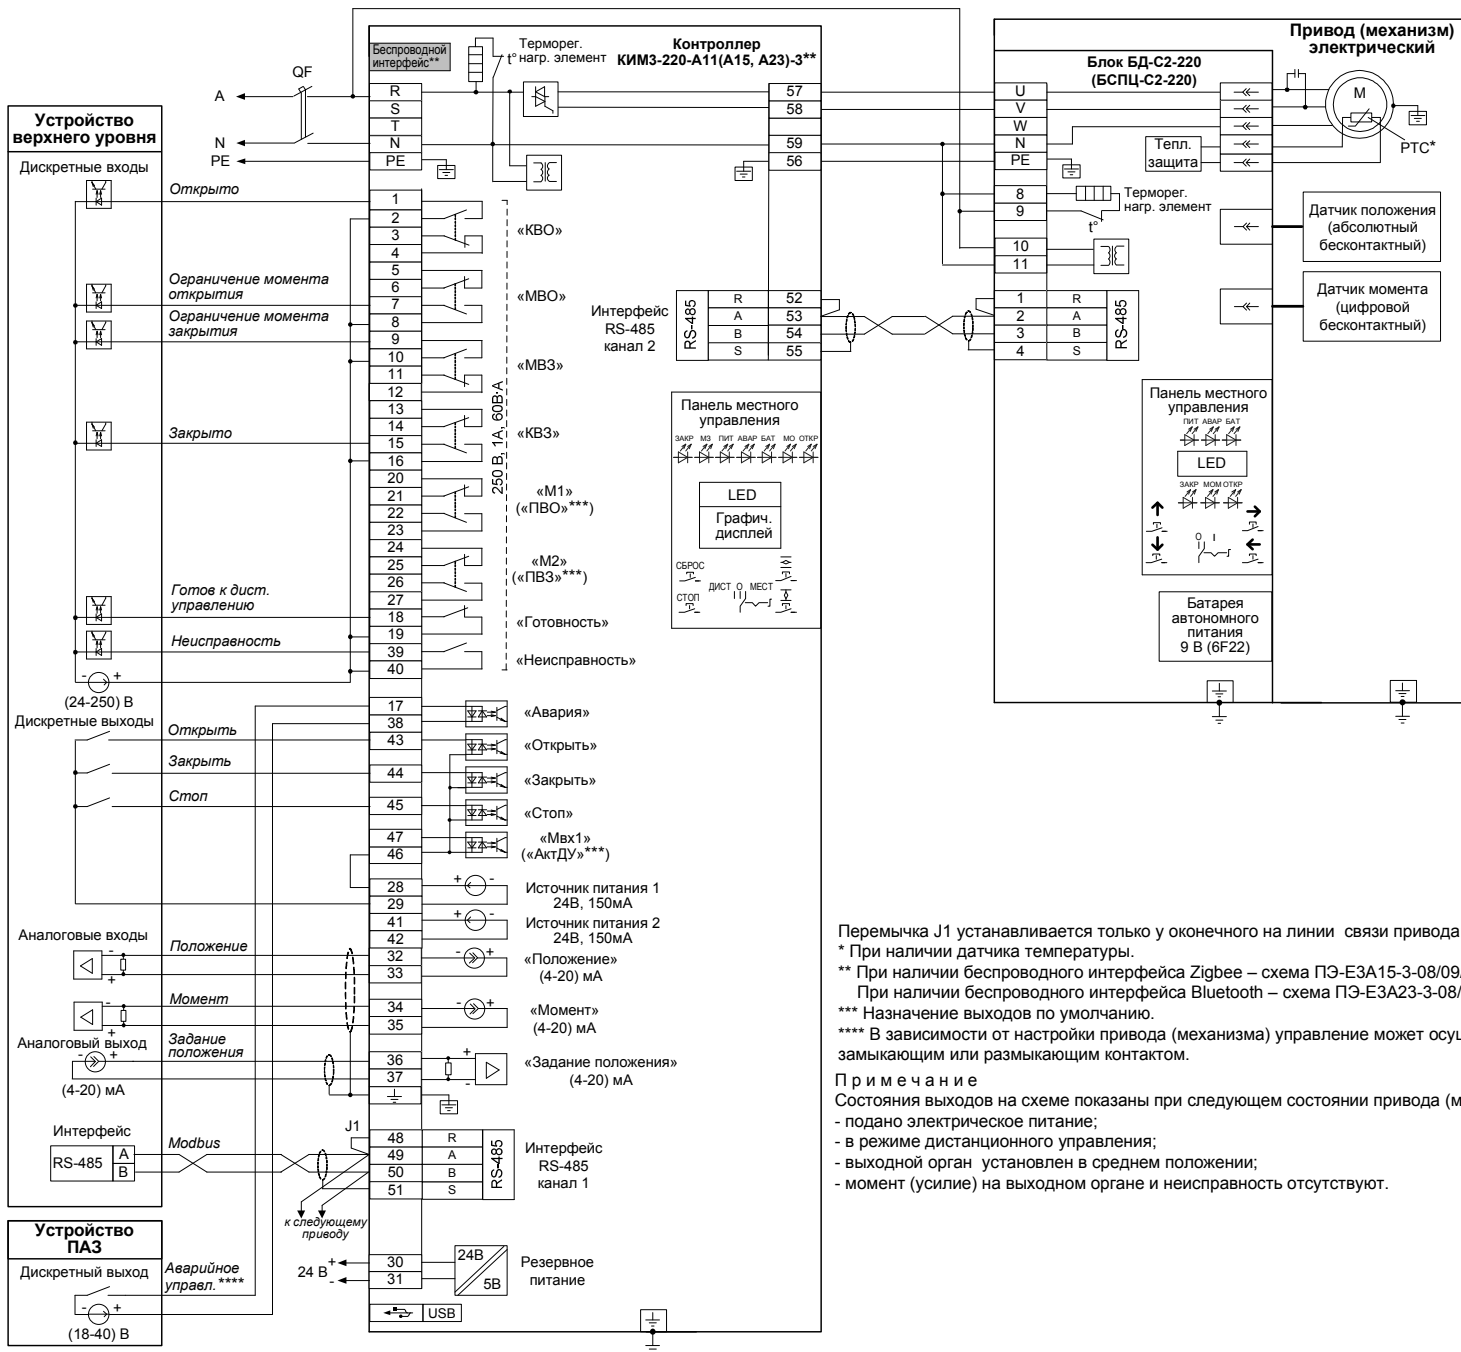 Привод (механизм)
электрический
Контроллер
КИМ3-220-А11(А15, А23)-3**
Беспроводной
интерфейс**
Терморег.
нагр. элемент
t°
Блок БД-С2-220
(БСПЦ-С2-220)
QF
A
N
PE
R
S
T
N
PE
57
58
59
56
U
V
W
N
PE
Тепл.
защита
M
PTC*
8
9
10
11
Терморег.
нагр. элемент
t°
Датчик положения
(абсолютный
бесконтактный)
Датчик момента
(цифровой
бесконтактный)
Устройство
верхнего уровня
Дискретные входы
Открыто
Ограничение момента
открытия
Ограничение момента
закрытия
Закрыто
Готов к дист.
управлению
Неисправность
- +
(24-250) В
1
2
3
4
5
6
7
8
9
10
11
12
13
14
15
16
20
21
22
23
24
25
26
27
18
19
39
40
«КВО»
«МВО»
«МВЗ»
«КВЗ»
«М1»
(«ПВО»***)
«М2»
(«ПВЗ»***)
«Готовность»
«Неисправность»
250 В, 1А, 60В·А
Интерфейс
RS-485
канал 2
RS-485
R 52
A 53
B 54
S 55
1 R
2 A
3 B
4 S
RS-485
Панель местного
управления
ЗАКР МЗ ПИТ АВАР БАТ МО ОТКР
LED
Графич.
дисплей
СБРОС
СТОП
ДИСТ О МЕСТ
Панель местного
управления
ПИТ АВАР БАТ
LED
ЗАКР МОМ ОТКР
O I
Батарея
автономного
питания
9 В (6F22)
Дискретные выходы
Открыть
Закрыть
Стоп
17
38
43
44
45
47
46
28
29
41
42
32
33
34
35
36
37
«Авария»
«Открыть»
«Закрыть»
«Стоп»
«Мвх1»
(«АктДУ»***)
+ -
Источник питания 1
24В, 150мА
+ -
Источник питания 2
24В, 150мА
- +
«Положение»
(4-20) мА
- +
«Момент»
(4-20) мА
+
-
«Задание положения»
(4-20) мА
Аналоговые входы
Положение
-
+
Момент
-
+
Аналоговый выход
Задание
положения
- +
(4-20) мА
Интерфейс
RS-485
A
B
Modbus
J1
48 R
49 A
50 B
51 S
RS-485
Интерфейс
RS-485
канал 1
к следующему
приводу
Устройство
ПАЗ
Дискретный выход
Аварийное
управл.****
- +
(18-40) В
24 В
+
-
30
31
24В
5В
Резервное
питание
USB
Перемычка J1 устанавливается только у оконечного на линии связи привода
* При наличии датчика температуры.
** При наличии беспроводного интерфейса Zigbee – схема ПЭ-Е3А15-3-08/09/
При наличии беспроводного интерфейса Bluetooth – схема ПЭ-Е3А23-3-08/
*** Назначение выходов по умолчанию.
**** В зависимости от настройки привода (механизма) управление может осущ
замыкающим или размыкающим контактом.
Примечание
Состояния выходов на схеме показаны при следующем состоянии привода (м
- подано электрическое питание;
- в режиме дистанционного управления;
- выходной орган установлен в среднем положении;
- момент (усилие) на выходном органе и неисправность отсутствуют.